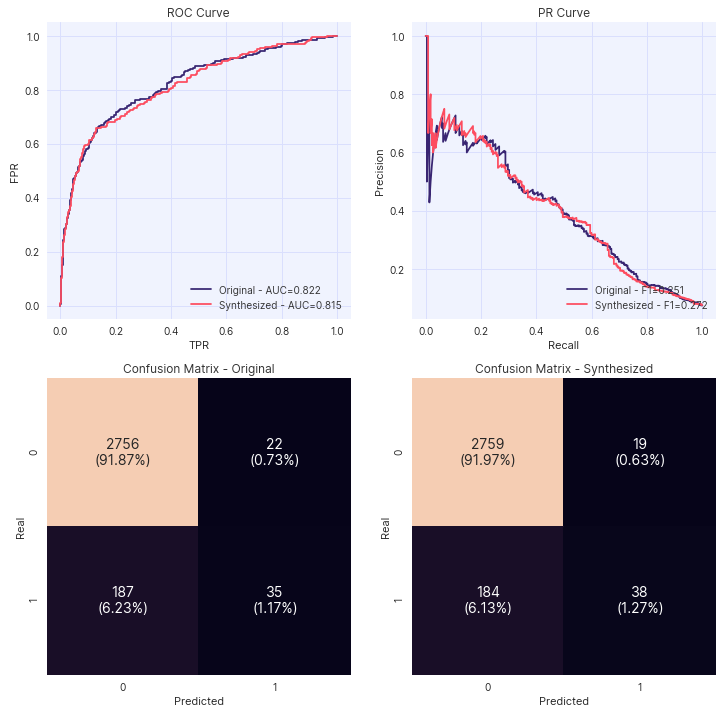 ROC Curve
1.0
0.8
0.6
0.4
0.2
0.0
FPR
0.0 0.2 0.4 0.6 0.8 1.0
TPR
Original - AUC=0.822
Synthesized - AUC=0.815
PR Curve
1.0
0.8
0.6
0.4
0.2
Precision
0.0 0.2 0.4 0.6 0.8 1.0
Recall
Original - F1=0.251
Synthesized - F1=0.272
Confusion Matrix - Original
0
1
Real
2756
(91.87%)
22
(0.73%)
187
(6.23%)
35
(1.17%)
0 1
Predicted
Confusion Matrix - Synthesized
0
1
Real
2759
(91.97%)
19
(0.63%)
184
(6.13%)
38
(1.27%)
0 1
Predicted